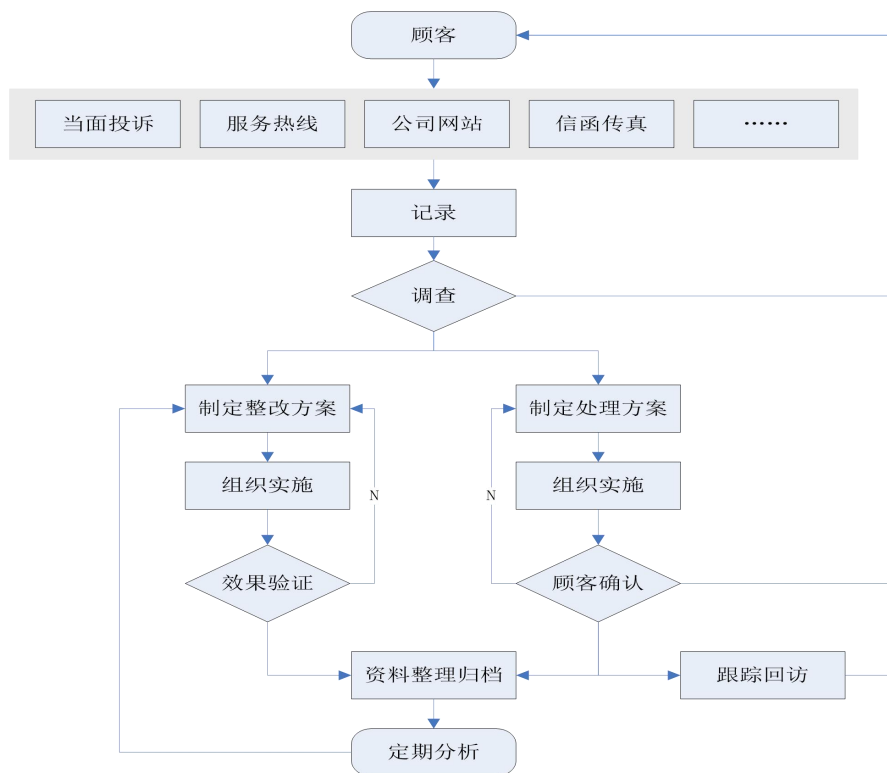 顾客
当面投诉 服务热线 公司网站 信函传真 ……
记录
调查
制定整改方案 制定处理方案
组织实施 组织实施
N N
效果验证 顾客确认
资料整理归档 跟踪回访
定期分析